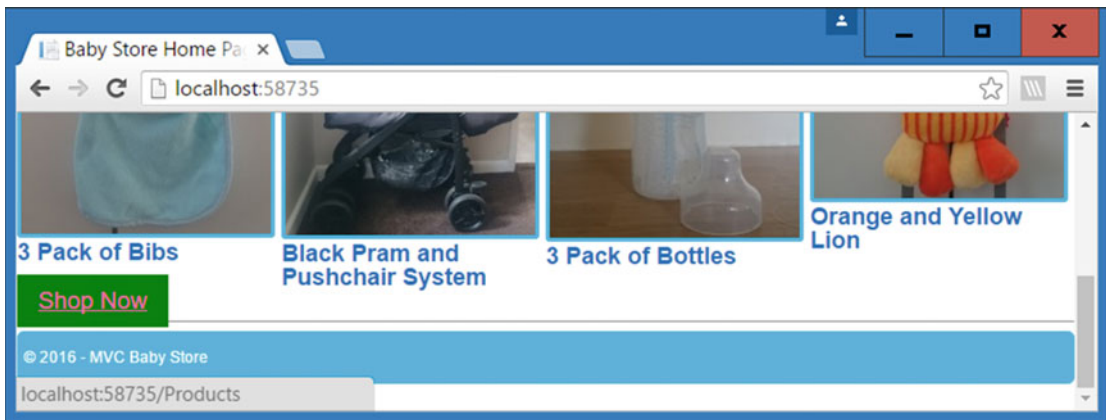 Baby Store Home Pa
localhost:58735
3 Pack of Bibs
Black Pram and
Pushchair System
3 Pack of Bottles
Orange and Yellow
Lion
Shop Now
© 2016 - MVC Baby Store
localhost:58735/Products